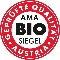 GEPRÜFTE QUALITÄT
AMA
BIO
SIEGEL
AUSTRIA